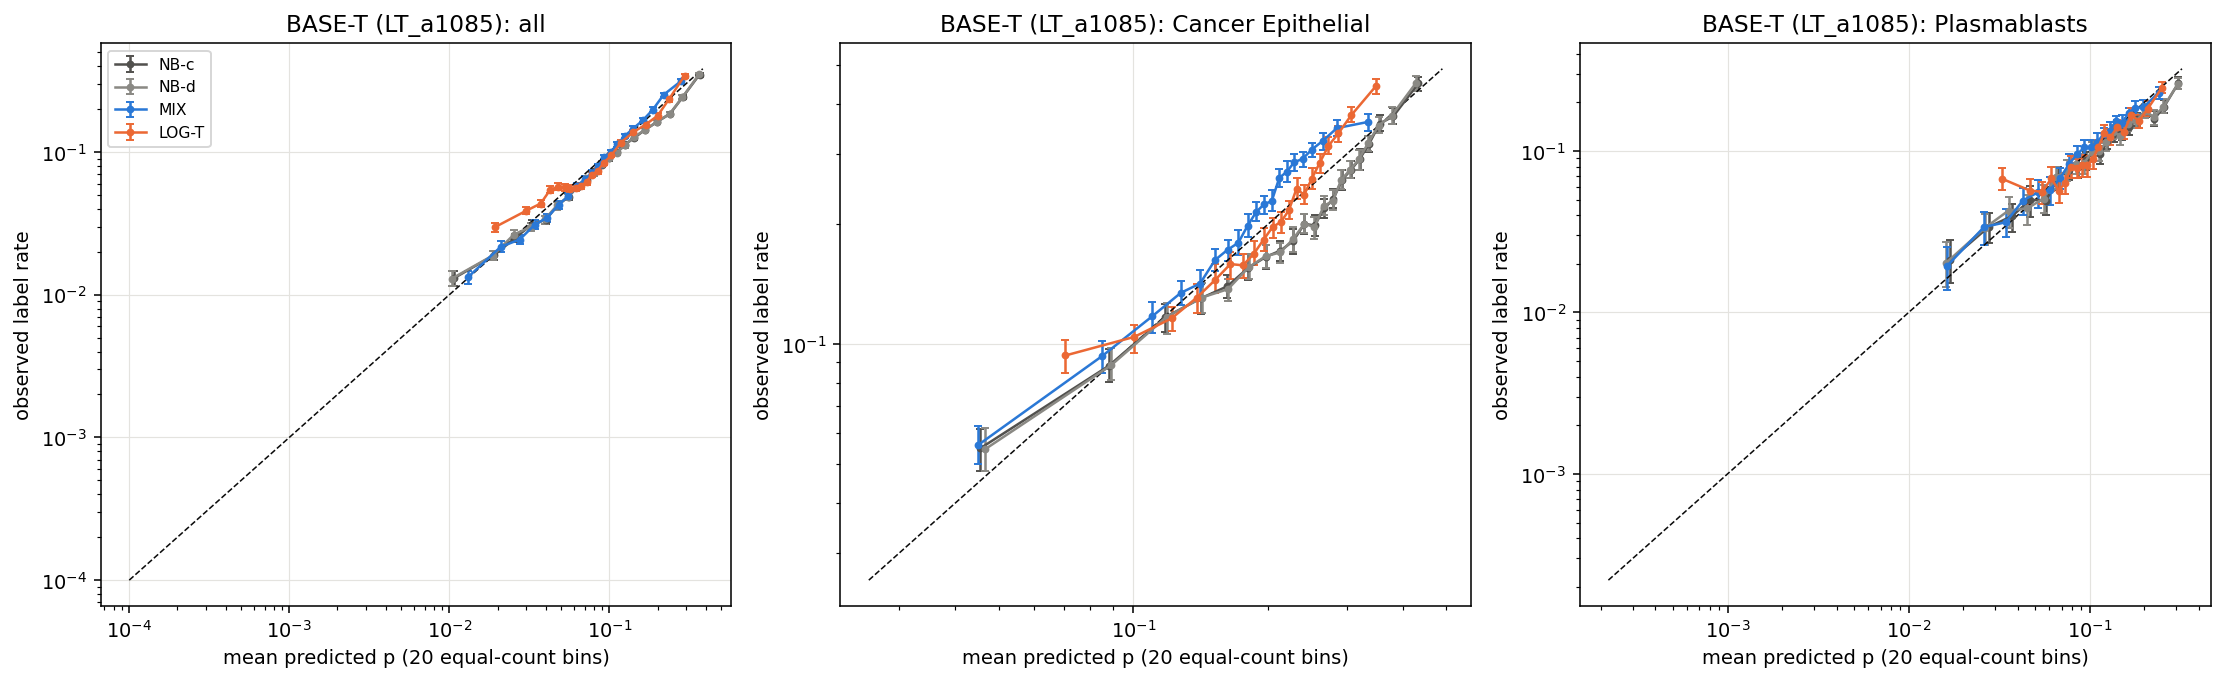 BASE-T (LT_a1085): all
NB-c
NB-d
MIX
LOG-T
observed label rate
10⁻¹
10⁻²
10⁻³
10⁻⁴
10⁻⁴
10⁻³
10⁻²
10⁻¹
mean predicted p (20 equal-count bins)
BASE-T (LT_a1085): Cancer Epithelial
observed label rate
10⁻¹
10⁻¹
mean predicted p (20 equal-count bins)
BASE-T (LT_a1085): Plasmablasts
observed label rate
10⁻¹
10⁻²
10⁻³
10⁻³
10⁻²
10⁻¹
mean predicted p (20 equal-count bins)